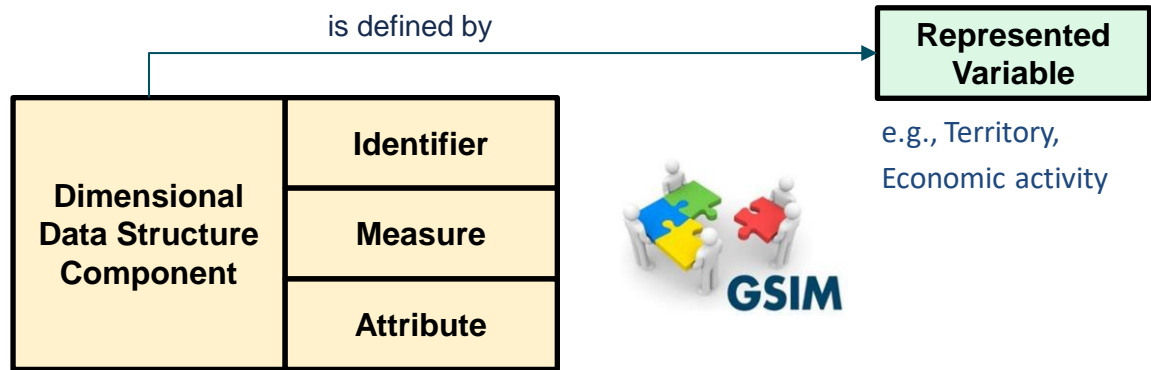 is defined by
Represented
Variable
e.g., Territory,
Economic activity
Dimensional
Data Structure
Component
Identifier
Measure
Attribute
GSIM